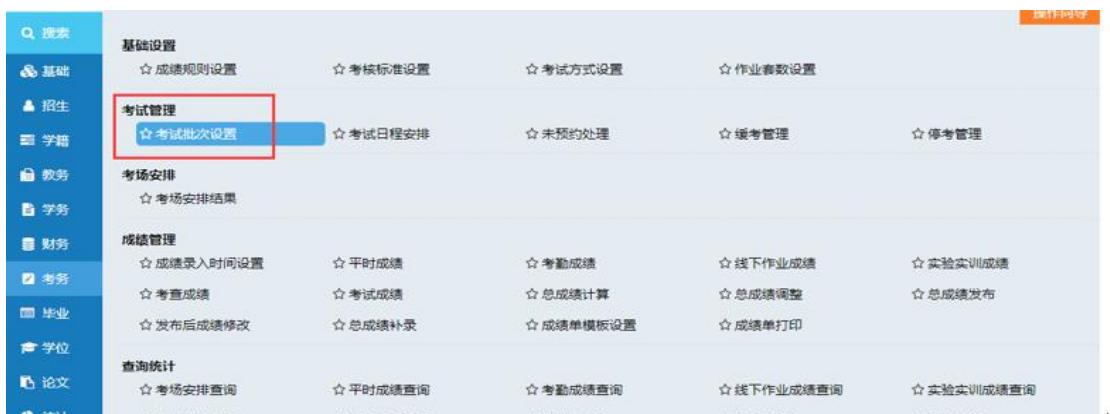 操作向导
搜索
基础
招生
学籍
教务
学务
财务
考务
毕业
学位
论文
基础设置
成绩规则设置 考核标准设置 考试方式设置 作业套数设置
考试管理
考试批次设置 考试日程安排 未预约处理 缓考管理 停考管理
考场安排
考场安排结果
成绩管理
成绩录入时间设置 平时成绩 考勤成绩 线下作业成绩 实验实训成绩
考查成绩 考试成绩 总成绩计算 总成绩调整 总成绩发布
发布后成绩修改 总成绩补录 成绩单模板设置 成绩单打印
查询统计
考场安排查询 平时成绩查询 考勤成绩查询 线下作业成绩查询 实验实训成绩查询